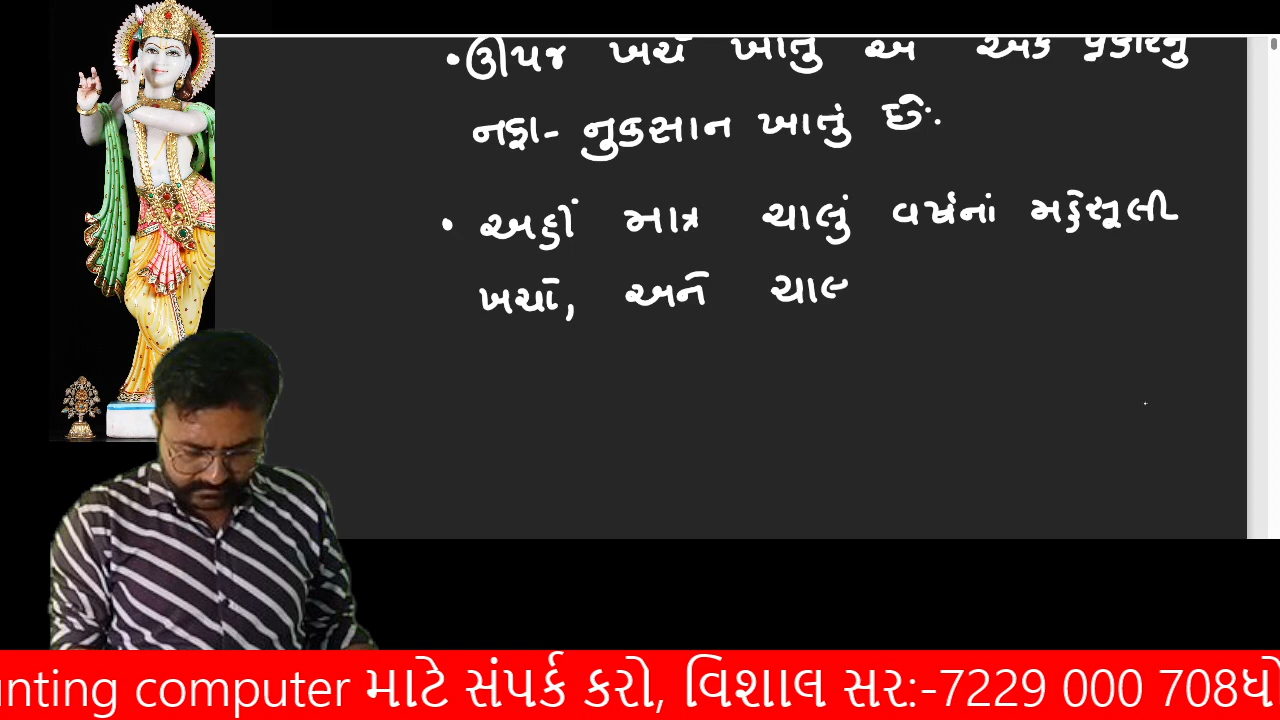 •ઊપજ ખર્ચ ખાતુ એ એક પ્રકારનુ
નફા- નુકસાન ખાતું છે.
• અહીં માત્ર ચાલું વર્ષનાં મહેસૂલી
ખર્ચા, અને ચાલ
unting computer માટે સંપર્ક કરો, વિશાલ સર:-7229 000 708ધો